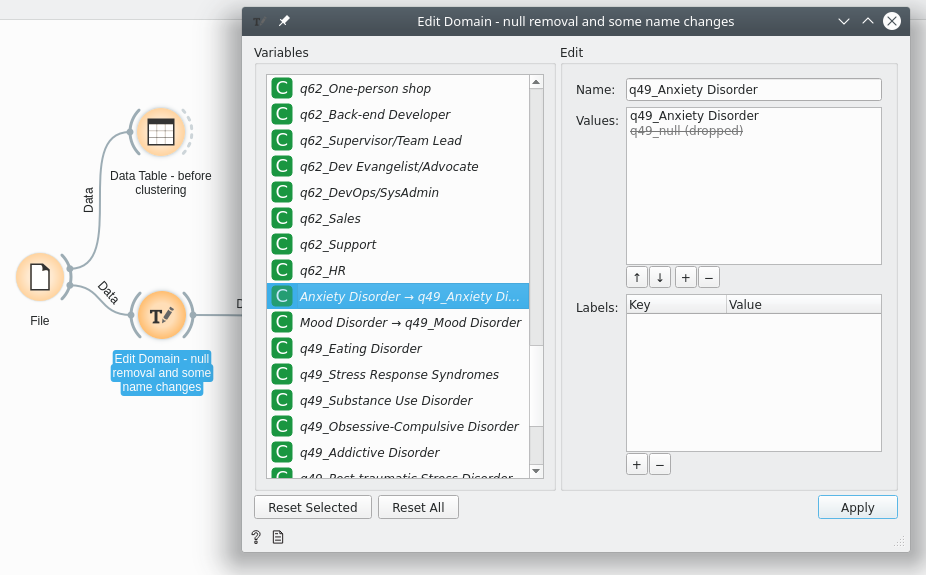 Edit Domain - null removal and some name changes
Variables
q62_One-person shop
q62_Back-end Developer
q62_Supervisor/Team Lead
q62_Dev Evangelist/Advocate
q62_DevOps/SysAdmin
q62_Sales
q62_Support
q62_HR
Anxiety Disorder → q49_Anxiety Di...
Mood Disorder → q49_Mood Disorder
q49_Eating Disorder
q49_Stress Response Syndromes
q49_Substance Use Disorder
q49_Obsessive-Compulsive Disorder
q49_Addictive Disorder
q49_Post-traumatic Stress Disorder
Reset Selected
Reset All
Edit
Name:
q49_Anxiety Disorder
Values:
q49_Anxiety Disorder
q49_null (dropped)
Labels:
Key
Value
Apply
Data Table - before
clustering
Data
Data
File
Edit Domain - null
removal and some
name changes